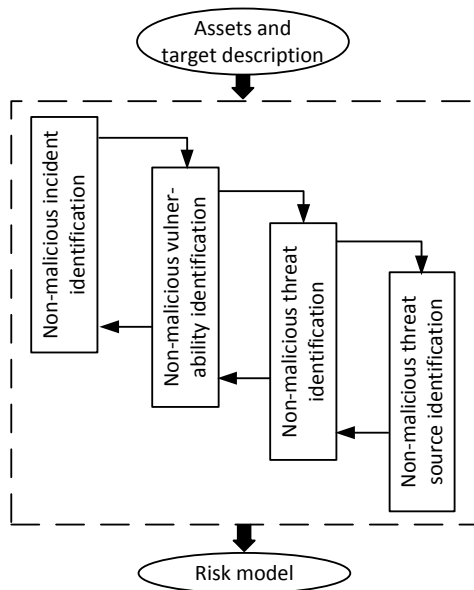 Assets and
target description
Non-malicious incident
identification
Non-malicious vulner-
ability identification
Non-malicious threat
identification
Non-malicious threat
source identification
Risk model